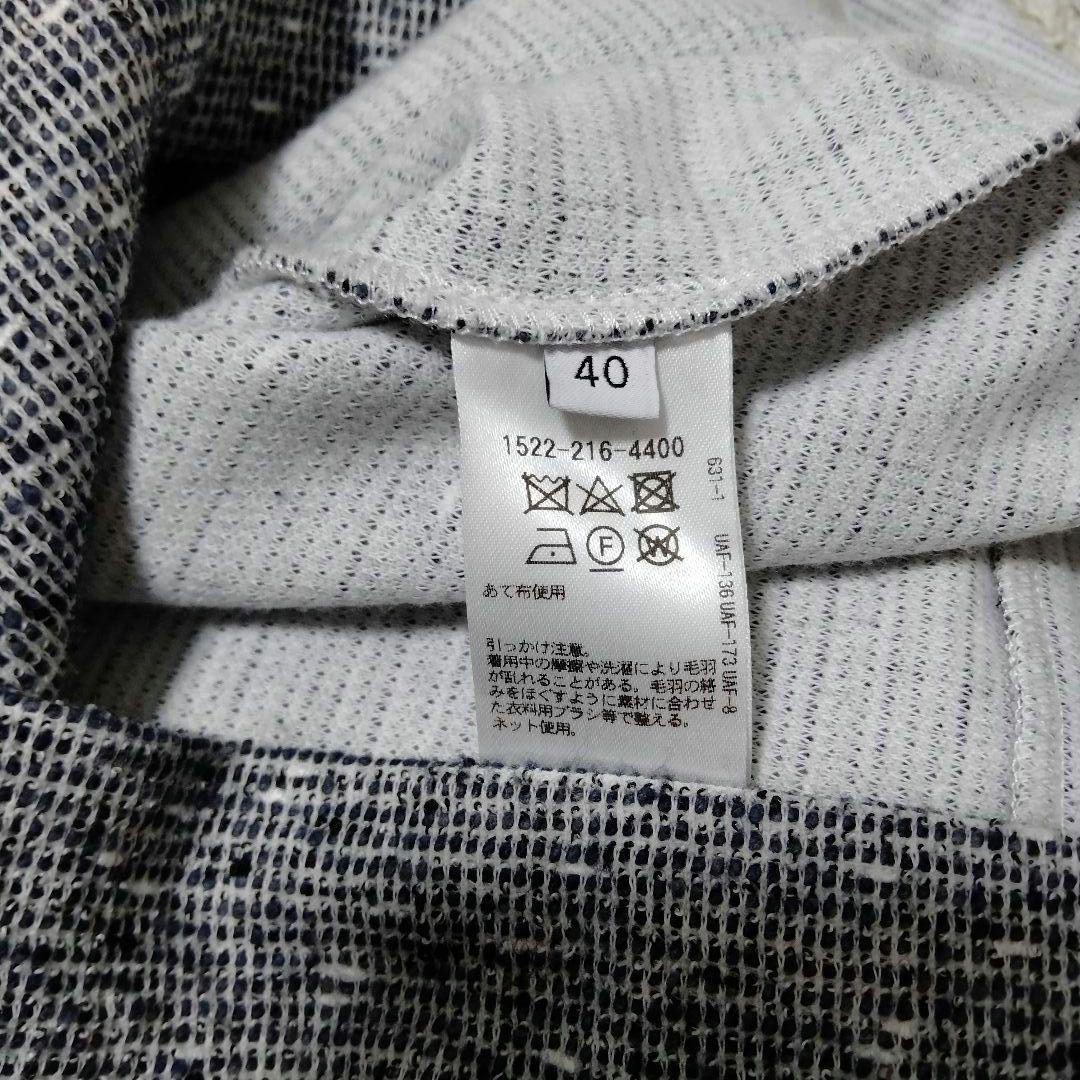 40
1522-216-4400
F
W
あて布使用
引っかけ注意。
着用中の摩擦や洗濯により毛羽
が乱れることがある。毛羽の絡
みをほぐすように素材に合わせ
た衣料用ブラシ等で整える。
ネット使用。
631-1 UAF-136 UAF-173 UAF-8